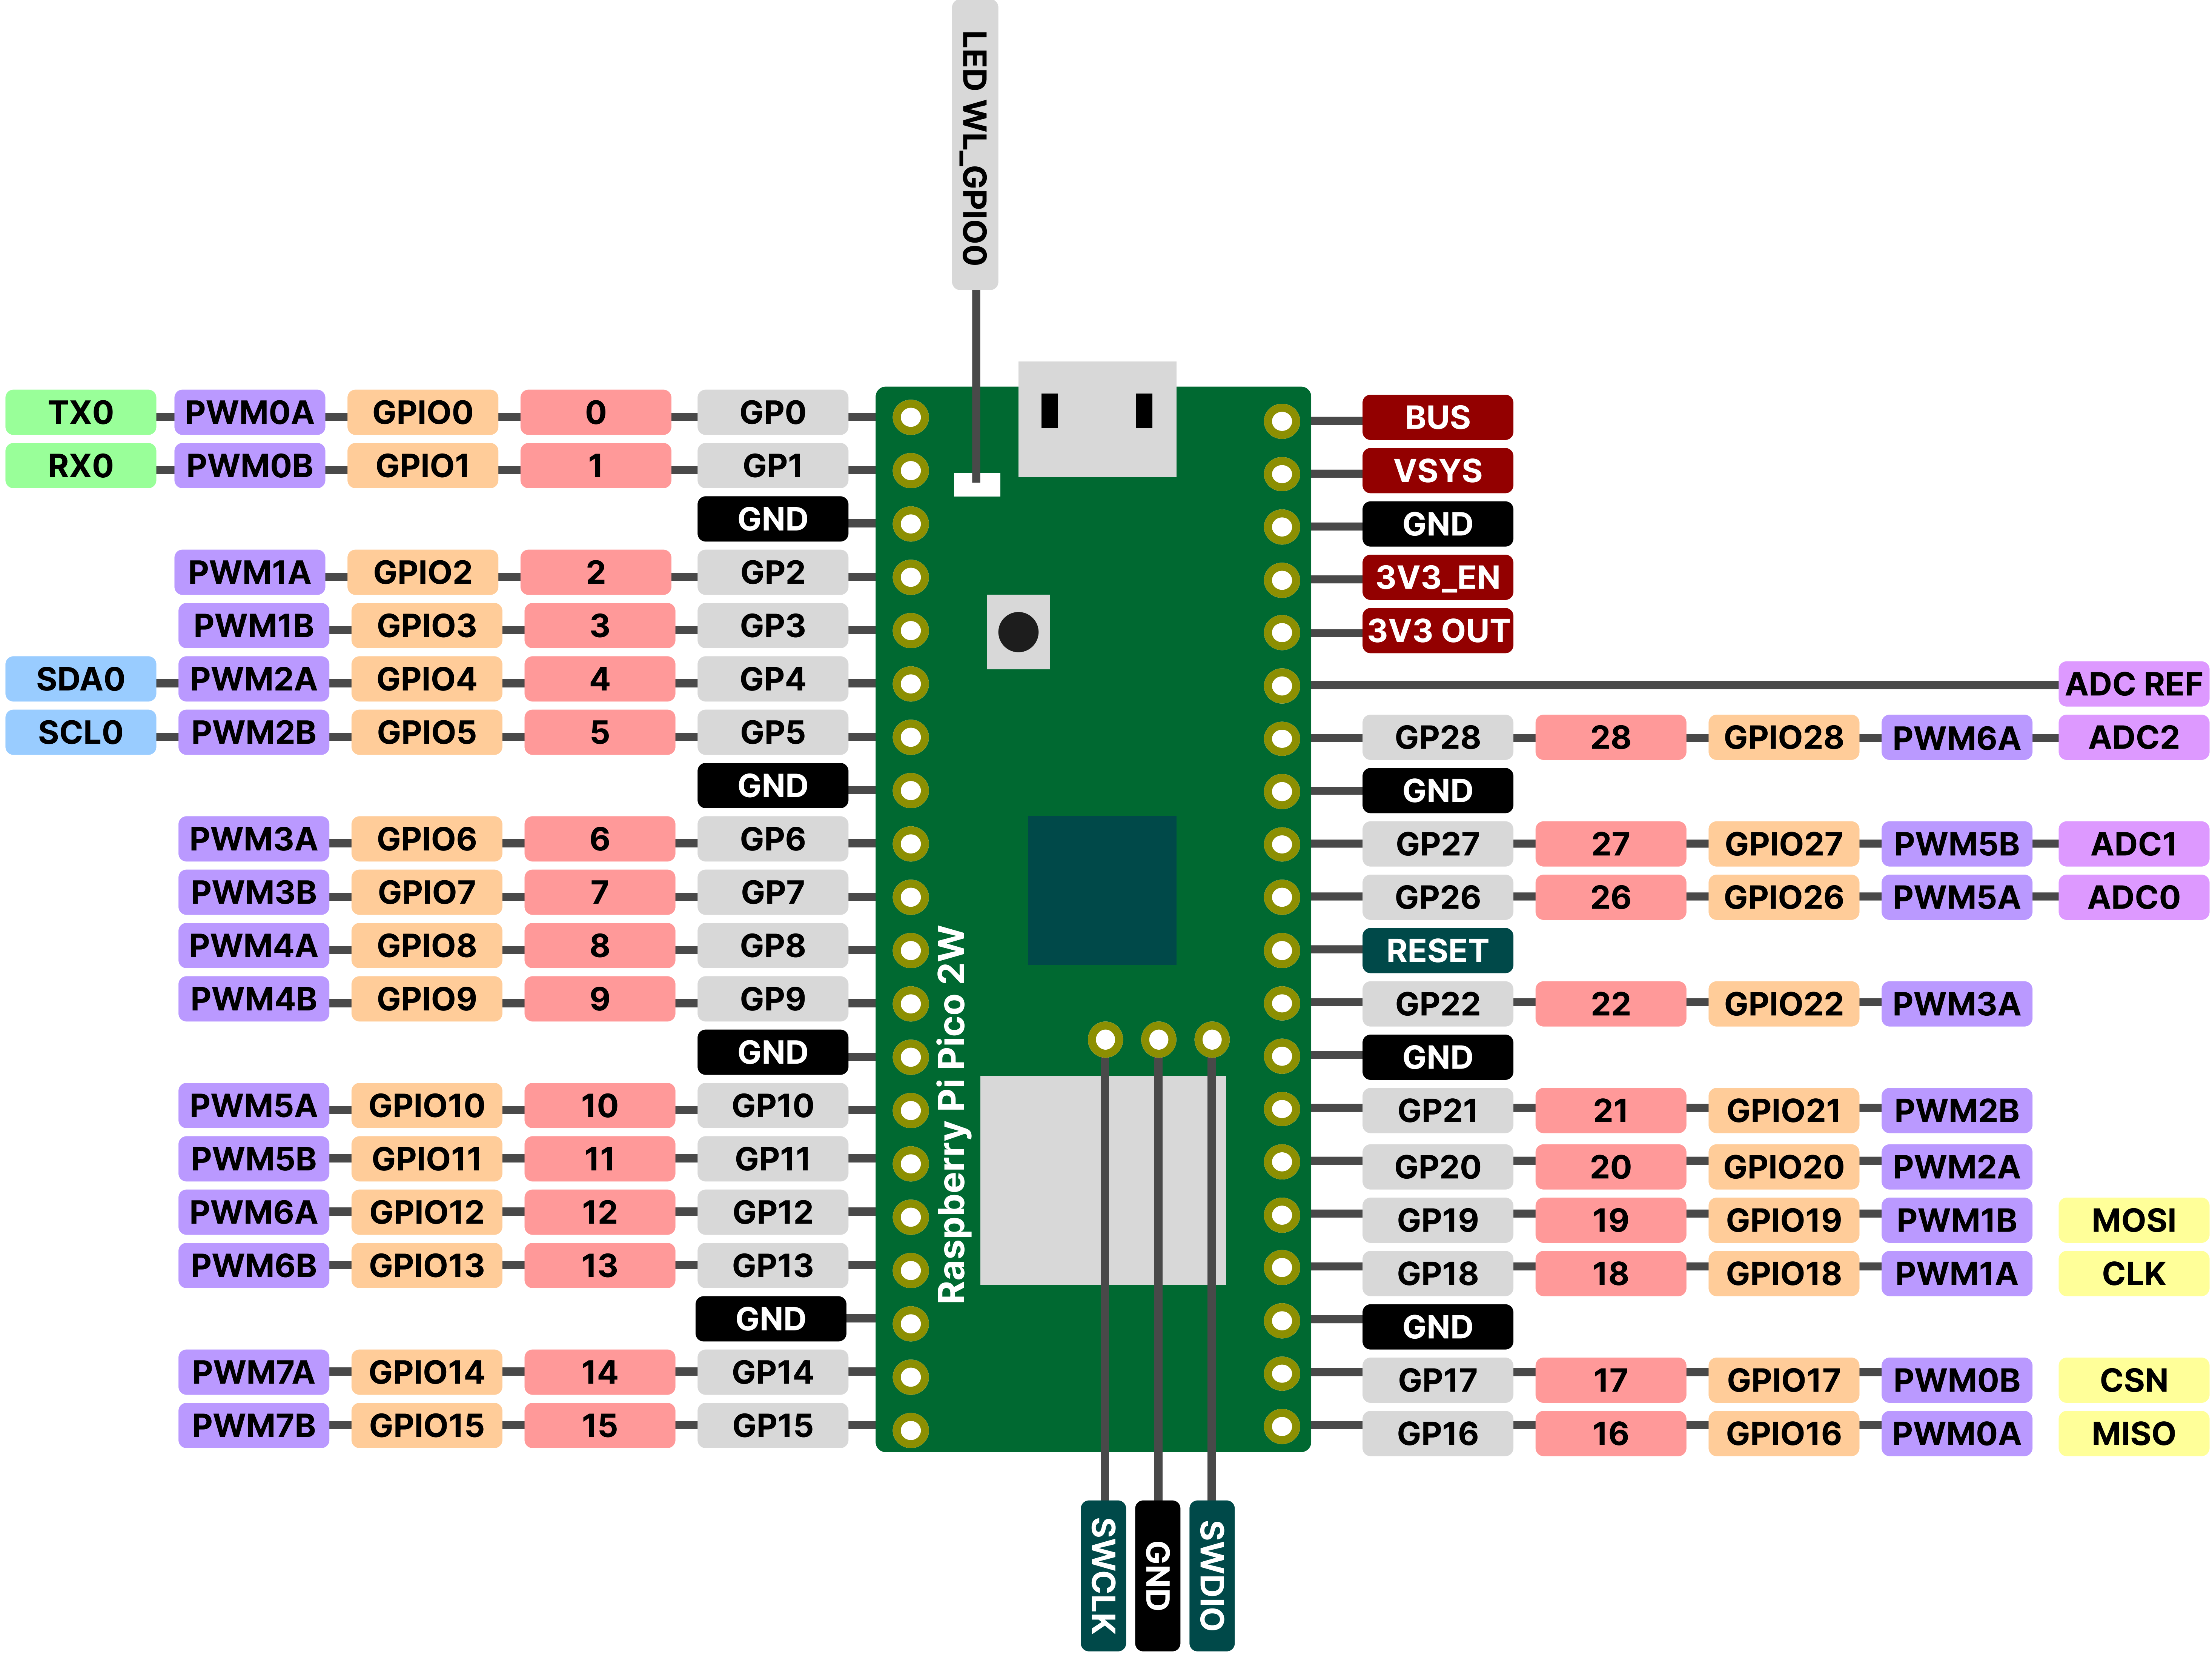 LED WL_GPIO0
TX0 PWM0A GPIO0 0 GP0
RX0 PWM0B GPIO1 1 GP1
GND
PWM1A GPIO2 2 GP2
PWM1B GPIO3 3 GP3
SDA0 PWM2A GPIO4 4 GP4
SCL0 PWM2B GPIO5 5 GP5
GND
PWM3A GPIO6 6 GP6
PWM3B GPIO7 7 GP7
PWM4A GPIO8 8 GP8
PWM4B GPIO9 9 GP9
GND
PWM5A GPIO10 10 GP10
PWM5B GPIO11 11 GP11
PWM6A GPIO12 12 GP12
PWM6B GPIO13 13 GP13
GND
PWM7A GPIO14 14 GP14
PWM7B GPIO15 15 GP15
Raspberry Pi Pico 2W
BUS
VSYS
GND
3V3_EN
3V3 OUT
ADC REF
GP28 28 GPIO28 PWM6A ADC2
GND
GP27 27 GPIO27 PWM5B ADC1
GP26 26 GPIO26 PWM5A ADC0
RESET
GP22 22 GPIO22 PWM3A
GND
GP21 21 GPIO21 PWM2B
GP20 20 GPIO20 PWM2A
GP19 19 GPIO19 PWM1B MOSI
GP18 18 GPIO18 PWM1A CLK
GND
GP17 17 GPIO17 PWM0B CSN
GP16 16 GPIO16 PWM0A MISO
SWCLK
GND
SWDIO